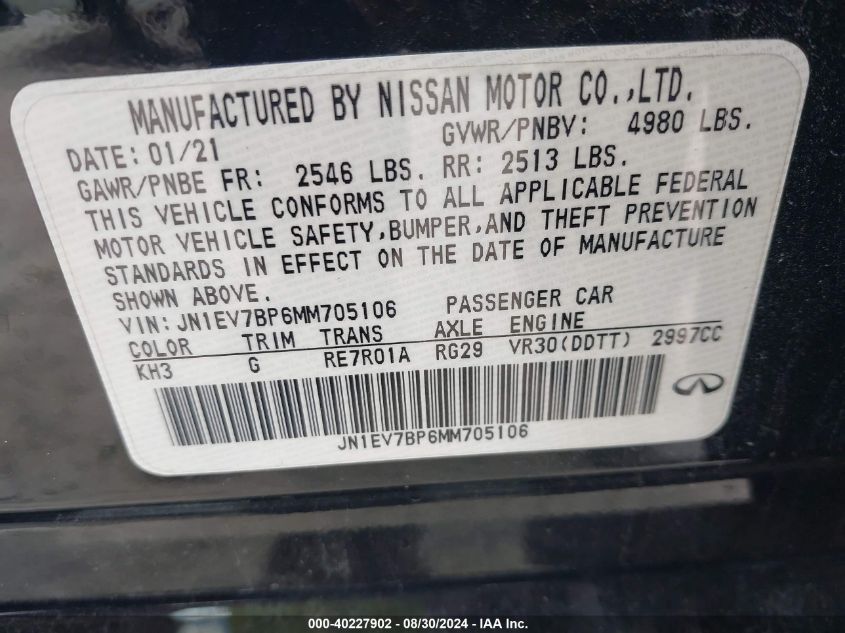 MANUFACTURED BY NISSAN MOTOR CO.,LTD.
DATE: 01/21 GVWR/PNBV: 4980 LBS.
GAWR/PNBE FR: 2546 LBS. RR: 2513 LBS.
THIS VEHICLE CONFORMS TO ALL APPLICABLE FEDERAL
MOTOR VEHICLE SAFETY,BUMPER,AND THEFT PREVENTION
STANDARDS IN EFFECT ON THE DATE OF MANUFACTURE
SHOWN ABOVE.
VIN: JN1EV7BP6MM705106 PASSENGER CAR
COLOR TRIM TRANS AXLE ENGINE
KH3 G RE7R01A RG29 VR30(DDTT) 2997CC
JN1EV7BP6MM705106
000-40227902 - 08/30/2024 - IAA Inc.